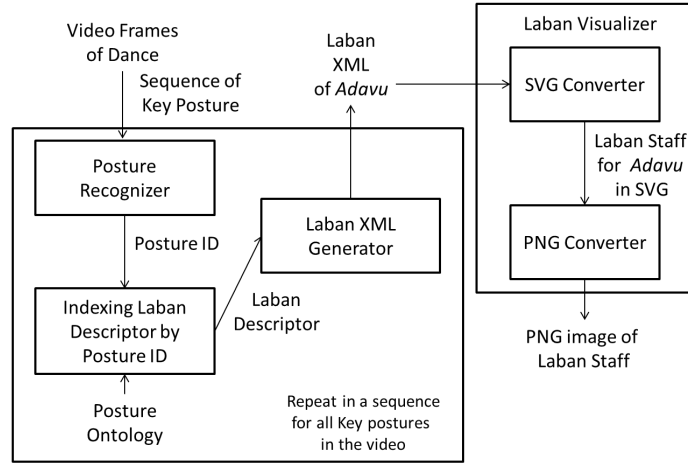 Video Frames
of Dance
Sequence of
Key Posture
Posture
Recognizer
Posture ID
Indexing Laban
Descriptor by
Posture ID
Posture
Ontology
Laban
Descriptor
Laban XML
Generator
Repeat in a sequence
for all Key postures
in the video
Laban
XML
of Adavu
Laban Visualizer
SVG Converter
Laban Staff
for Adavu
in SVG
PNG Converter
PNG image of
Laban Staff